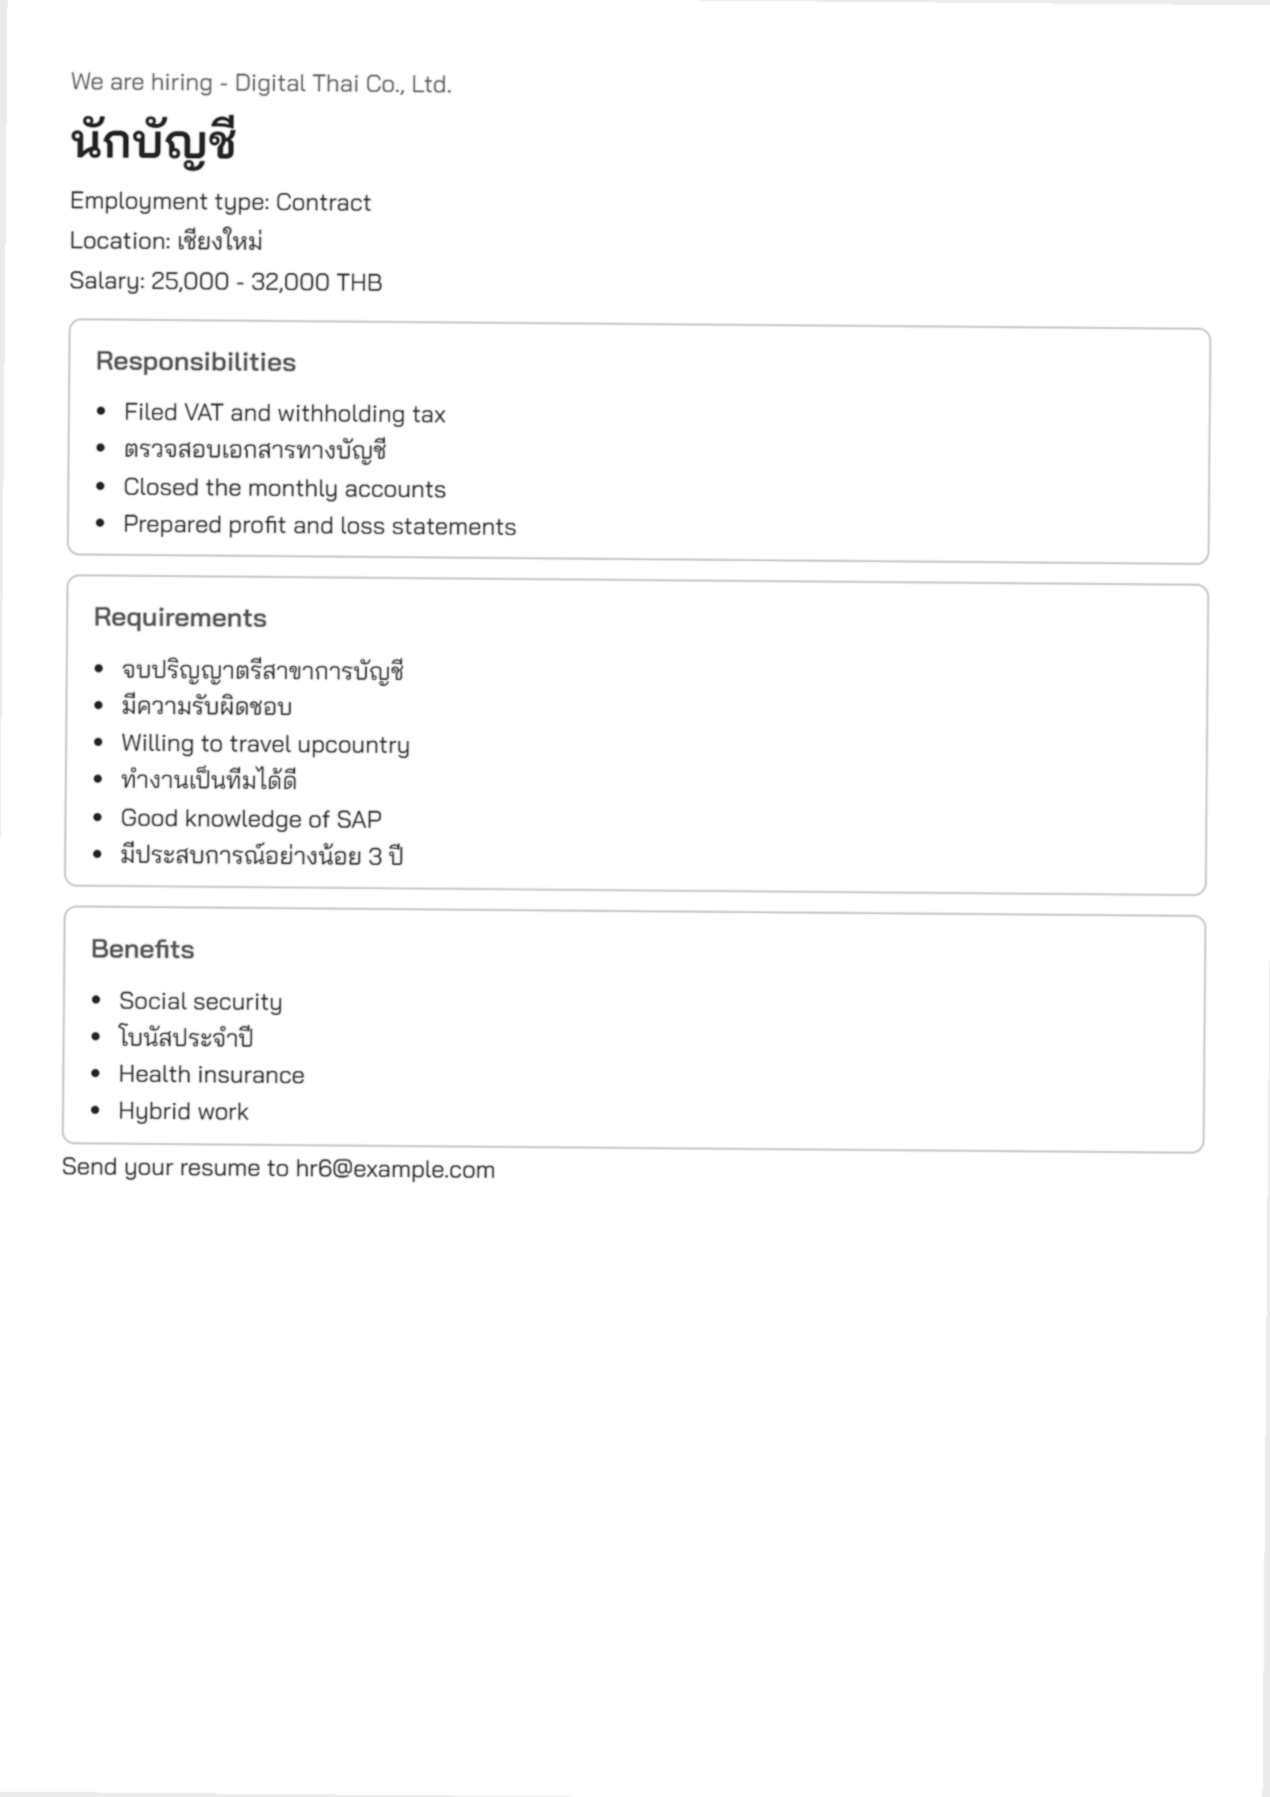 We are hiring - Digital Thai Co., Ltd.
นักบัญชี
Employment type: Contract
Location: เชียงใหม่
Salary: 25,000 - 32,000 THB
Responsibilities
• Filed VAT and withholding tax
• ตรวจสอบเอกสารทางบัญชี
• Closed the monthly accounts
• Prepared profit and loss statements
Requirements
• จบปริญญาตรีสาขาการบัญชี
• มีความรับผิดชอบ
• Willing to travel upcountry
• ทำงานเป็นทีมได้ดี
• Good knowledge of SAP
• มีประสบการณ์อย่างน้อย 3 ปี
Benefits
• Social security
• โบนัสประจำปี
• Health insurance
• Hybrid work
Send your resume to hr6@example.com